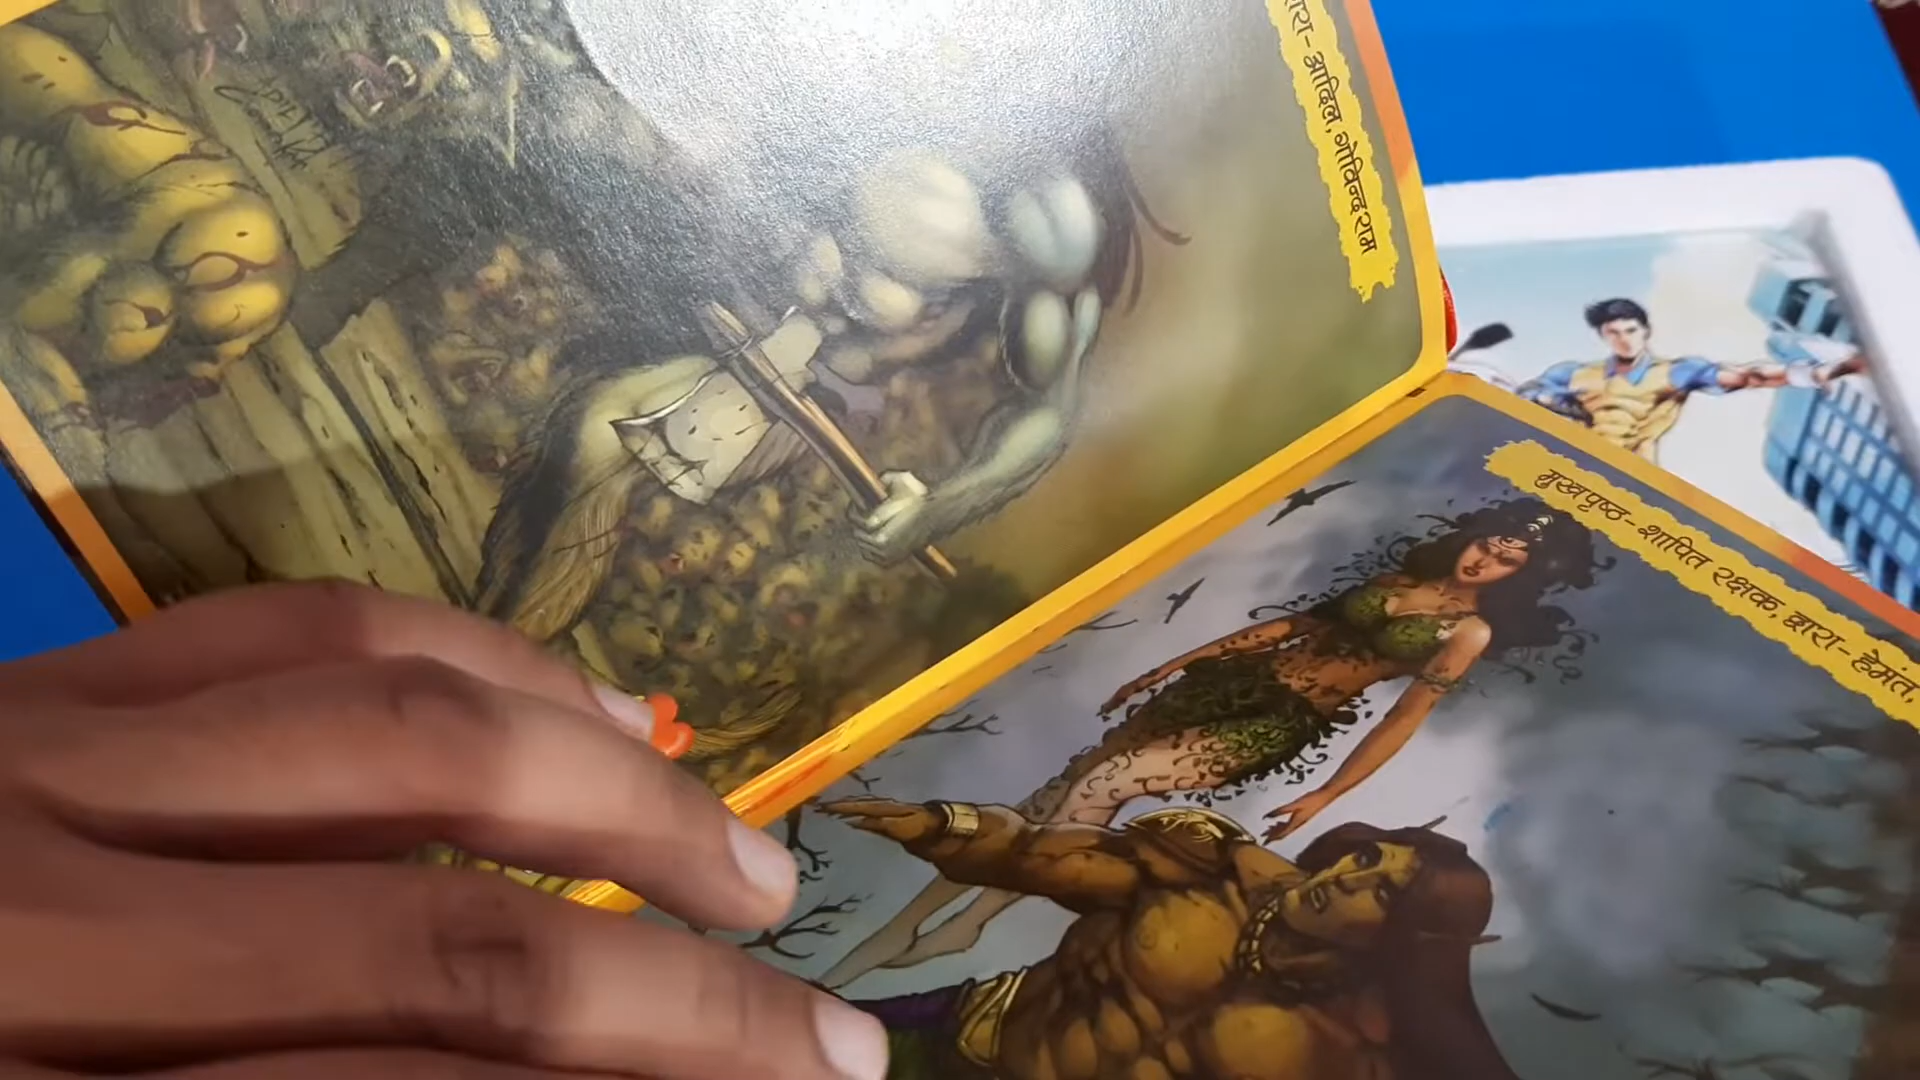 आदिल, गोविन्दराम
मुखपृष्ठ-शापित रक्षक, द्वारा-हेमंत,